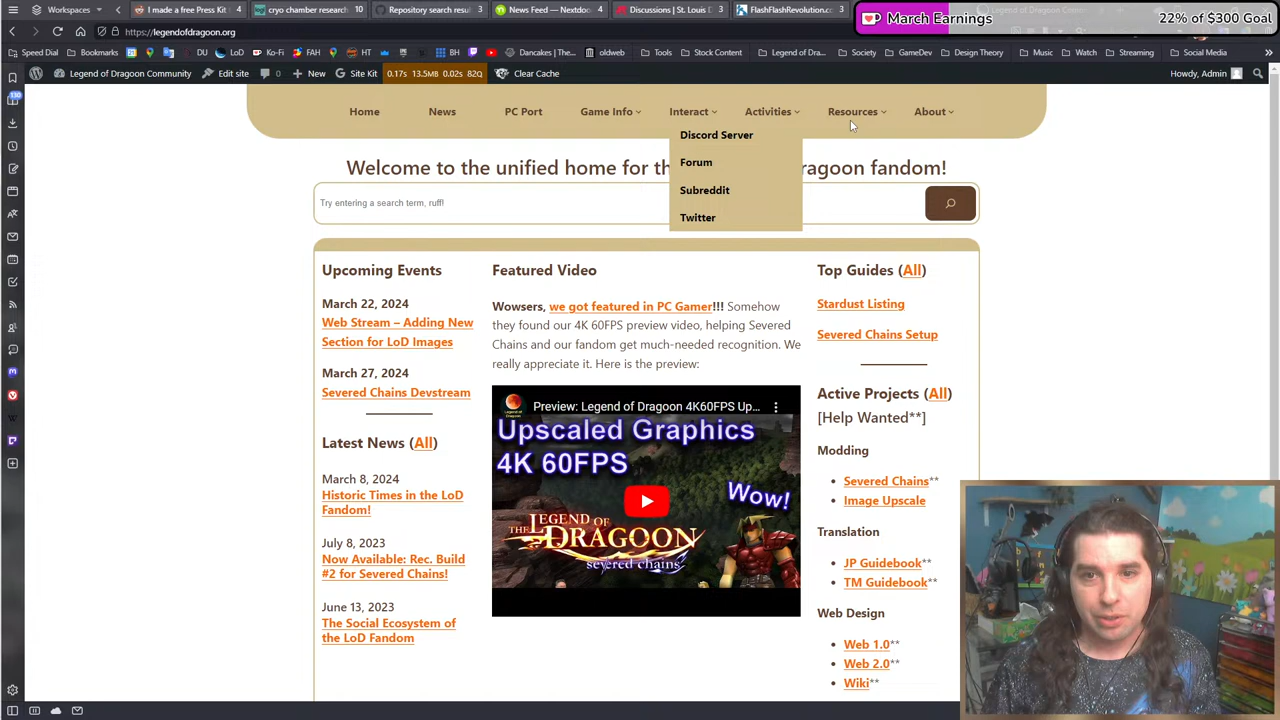 I made a free Press Kit
4
cryo chamber research
10
Repository search resul
3
News Feed — Nextdoo
4
Discussions | St. Louis D
3
FlashFlashRevolution.c
3
March Earnings
22% of $300 Goal
Workspaces
https://legendofdragoon.org
Speed Dial
Bookmarks
DU
LoD
Ko-Fi
FAH
HT
BH
Dancakes | The...
oldweb
Tools
Stock Content
Legend of Dra...
Society
GameDev
Design Theory
Music
Watch
Streaming
Social Media
Legend of Dragoon Community
Edit site
0
New
Site Kit
0.17s 13.5MB 0.02s 82Q
Clear Cache
Howdy, Admin
Home
News
PC Port
Game Info
Interact
Activities
Resources
About
Discord Server
Forum
Subreddit
Twitter
Welcome to the unified home for th
ragoon fandom!
Try entering a search term, ruff!
Upcoming Events
March 22, 2024
Web Stream – Adding New
Section for LoD Images
March 27, 2024
Severed Chains Devstream
Latest News (All)
March 8, 2024
Historic Times in the LoD
Fandom!
July 8, 2023
Now Available: Rec. Build
#2 for Severed Chains!
June 13, 2023
The Social Ecosystem of
the LoD Fandom
Featured Video
Wowsers, we got featured in PC Gamer!!! Somehow
they found our 4K 60FPS preview video, helping Severed
Chains and our fandom get much-needed recognition. We
really appreciate it. Here is the preview:
Preview: Legend of Dragoon 4K60FPS Up...
Upscaled Graphics
4K 60FPS
Wow!
THE LEGEND OF
DRAGOON
severed chains
Top Guides (All)
Stardust Listing
Severed Chains Setup
Active Projects (All)
[Help Wanted**]
Modding
Severed Chains**
Image Upscale
Translation
JP Guidebook**
TM Guidebook**
Web Design
Web 1.0**
Web 2.0**
Wiki**